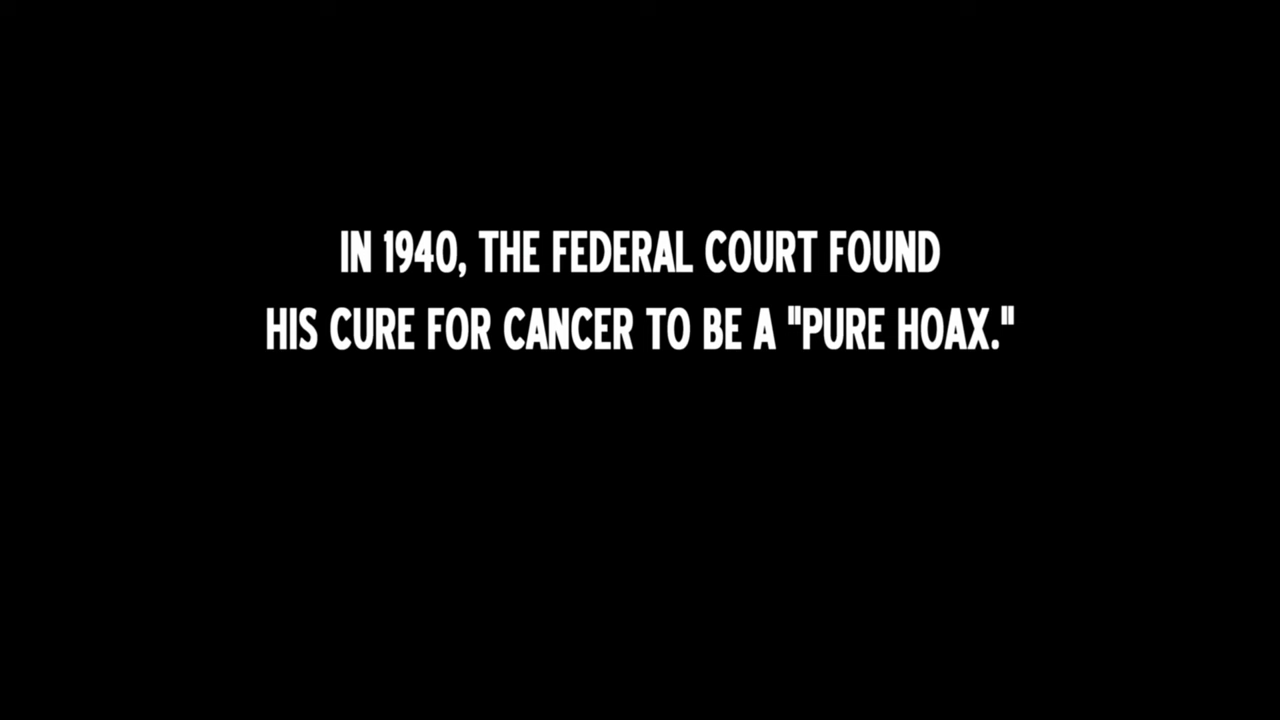 IN 1940, THE FEDERAL COURT FOUND
HIS CURE FOR CANCER TO BE A "PURE HOAX."